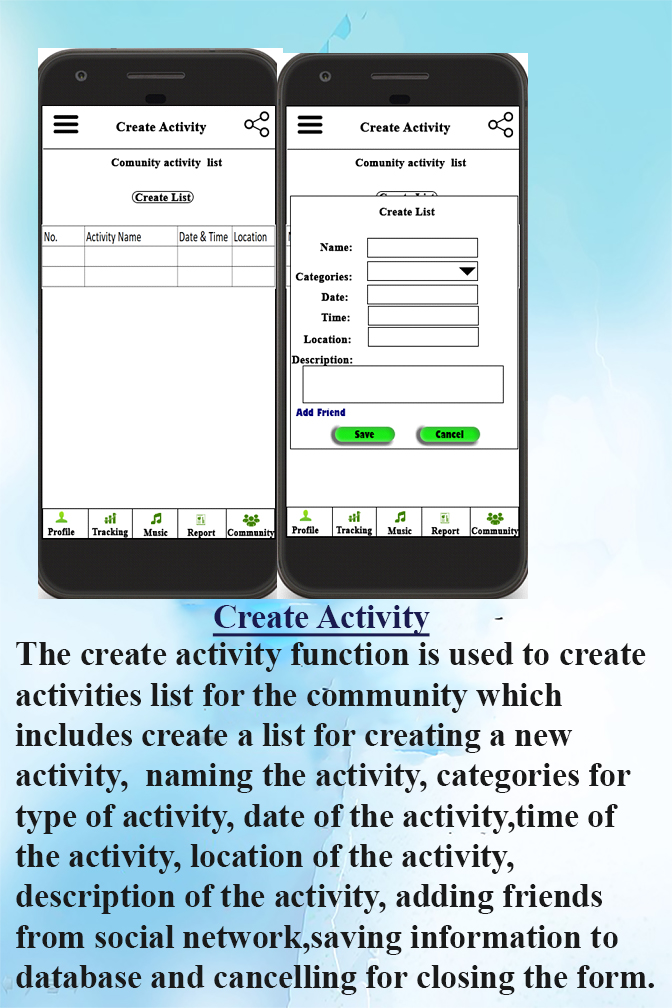 Create Activity
Comunity activity list
Create List
No. Activity Name Date & Time Location
Profile Tracking Music Report Community
Create Activity
Comunity activity list
Create List
Name:
Categories:
Date:
Time:
Location:
Description:
Add Friend
Save Cancel
Profile Tracking Music Report Community
Create Activity -
The create activity function is used to create
activities list for the community which
includes create a list for creating a new
activity, naming the activity, categories for
type of activity, date of the activity,time of
the activity, location of the activity,
description of the activity, adding friends
from social network,saving information to
database and cancelling for closing the form.